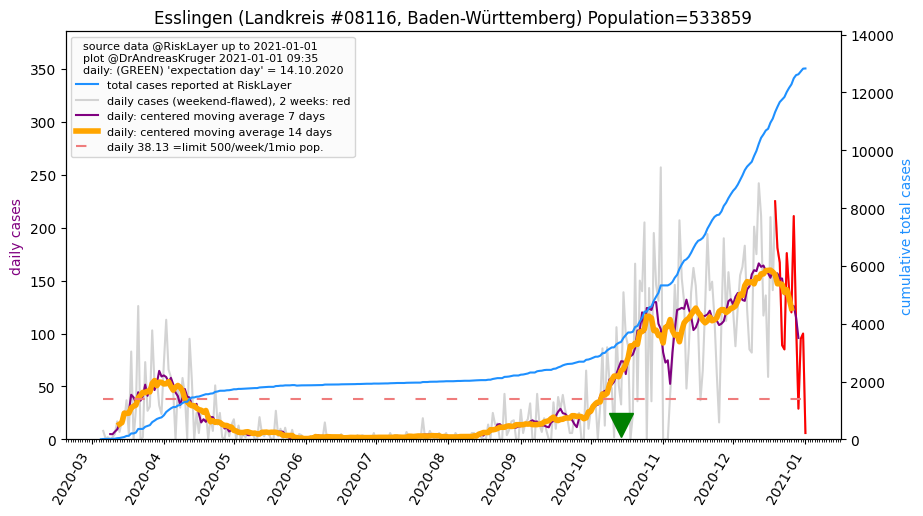 Esslingen (Landkreis #08116, Baden-Württemberg) Population=533859
source data @RiskLayer up to 2021-01-01
plot @DrAndreasKruger 2021-01-01 09:35
daily: (GREEN) 'expectation day' = 14.10.2020
total cases reported at RiskLayer
daily cases (weekend-flawed), 2 weeks: red
daily: centered moving average 7 days
daily: centered moving average 14 days
daily 38.13 =limit 500/week/1mio pop.
daily cases
350
300
250
200
150
100
50
0
14000
12000
10000
8000
6000
4000
2000
0
cumulative total cases
2020-03
2020-04
2020-05
2020-06
2020-07
2020-08
2020-09
2020-10
2020-11
2020-12
2021-01